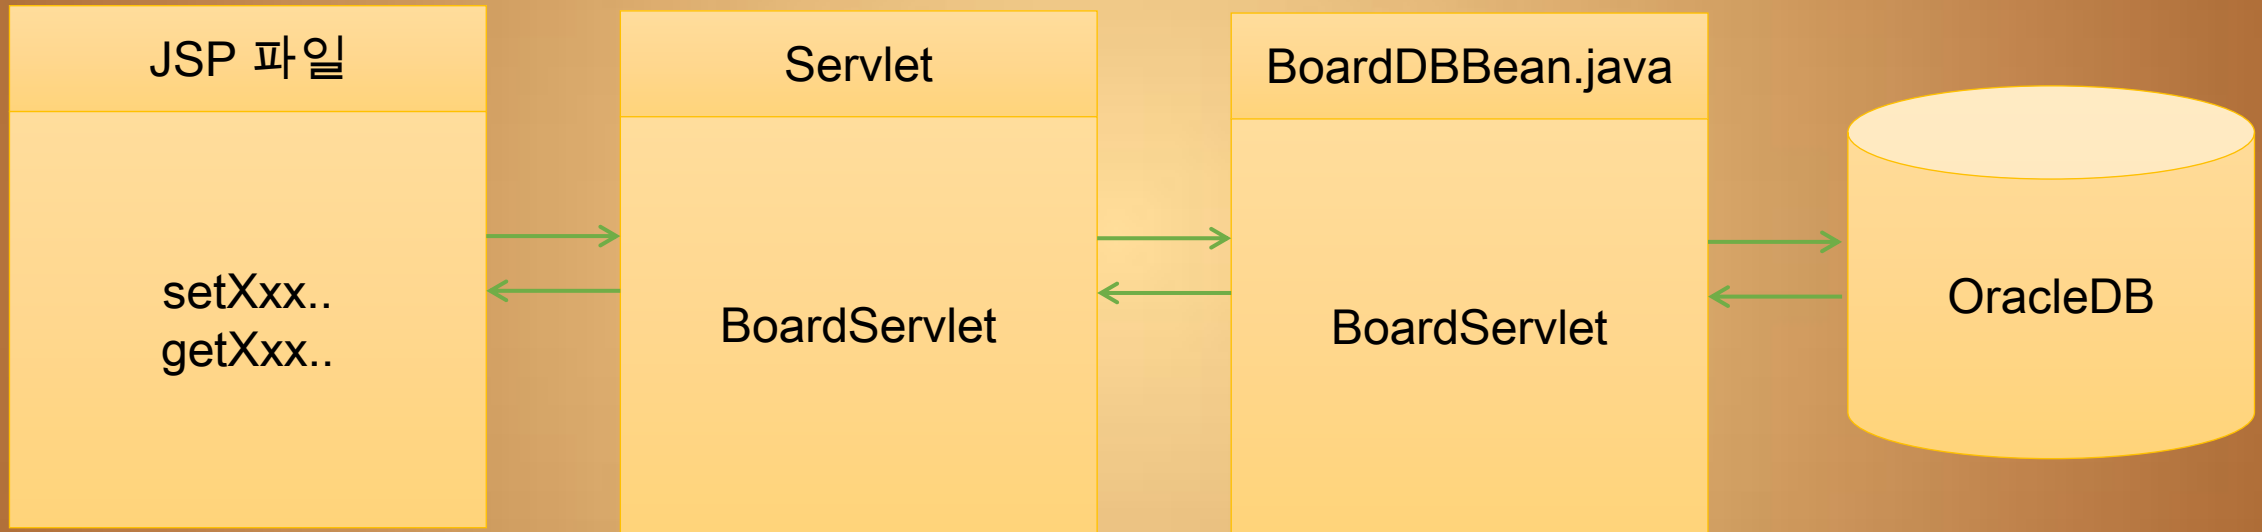 JSP 파일
setXxx..
getXxx..
Servlet
BoardServlet
BoardDBBean.java
BoardServlet
OracleDB